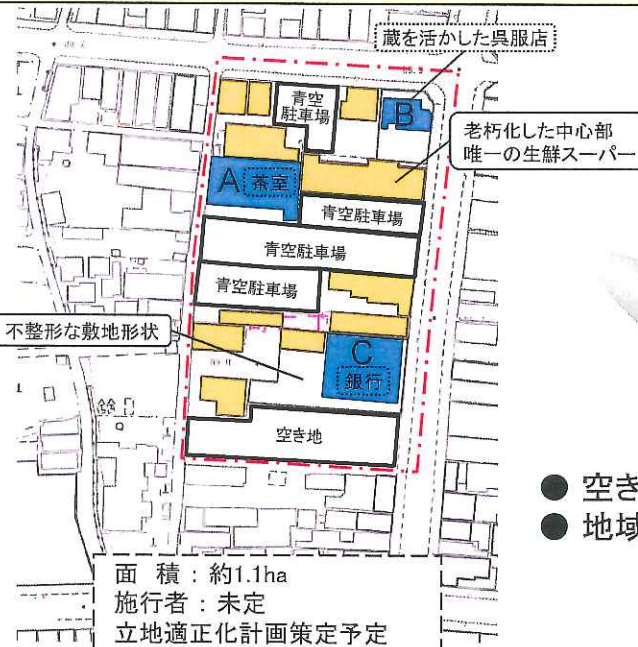 蔵を活かした呉服店
青空
駐車場
B
老朽化した中心部
唯一の生鮮スーパー
A 茶室
青空駐車場
青空駐車場
青空駐車場
不整形な敷地形状
C
銀行
空き地
● 空き
● 地域
面 積：約1.1ha
施行者：未定
立地適正化計画策定予定